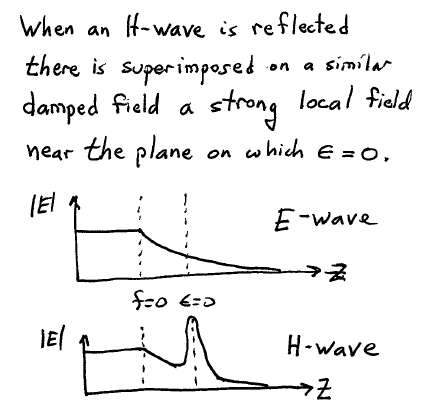 When an H-wave is reflected
there is superimposed on a similar
damped field a strong local field
near the plane on which ε = 0.
|E|
E-wave
Z
f=0 ε=0
|E|
H-wave
Z